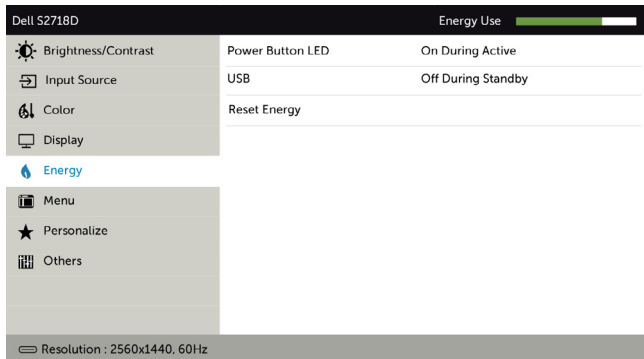 Dell S2718D Energy Use
Brightness/Contrast Power Button LED On During Active
Input Source USB Off During Standby
Color Reset Energy
Display
Energy
Menu
Personalize
Others
Resolution : 2560x1440, 60Hz